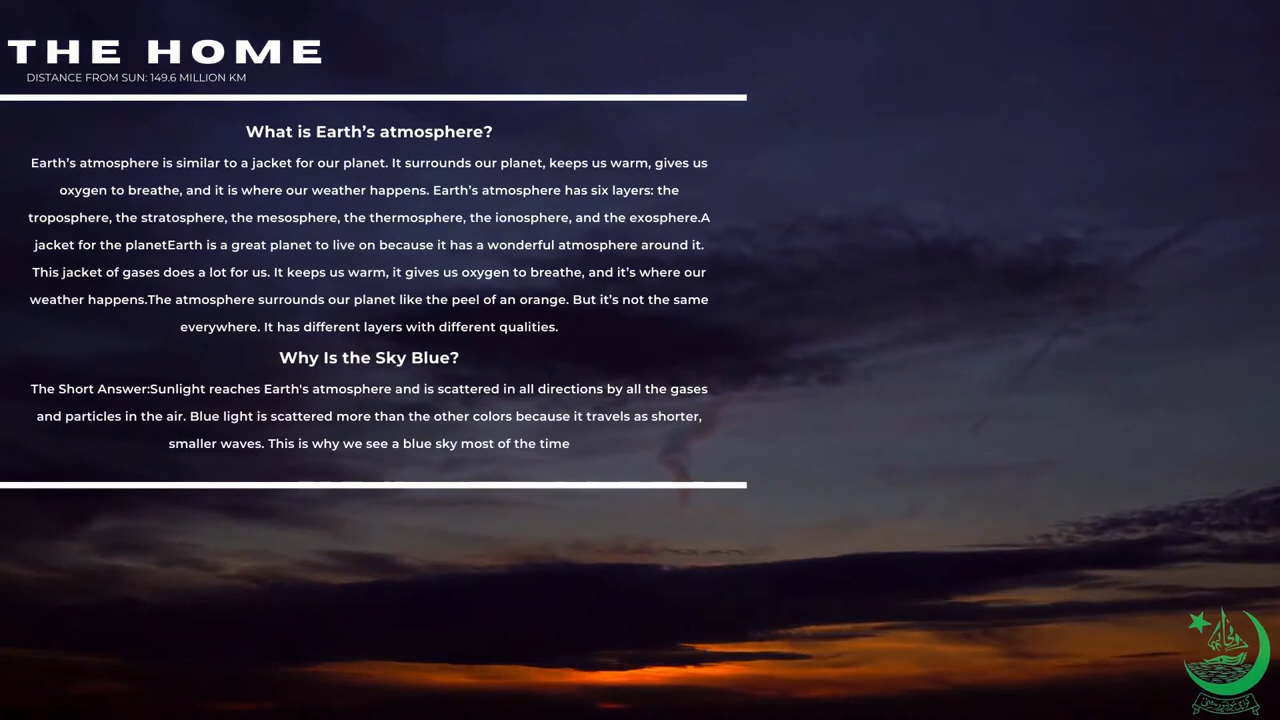 THE HOME
DISTANCE FROM SUN: 149.6 MILLION KM
What is Earth’s atmosphere?
Earth’s atmosphere is similar to a jacket for our planet. It surrounds our planet, keeps us warm, gives us
oxygen to breathe, and it is where our weather happens. Earth’s atmosphere has six layers: the
troposphere, the stratosphere, the mesosphere, the thermosphere, the ionosphere, and the exosphere.A
jacket for the planetEarth is a great planet to live on because it has a wonderful atmosphere around it.
This jacket of gases does a lot for us. It keeps us warm, it gives us oxygen to breathe, and it’s where our
weather happens.The atmosphere surrounds our planet like the peel of an orange. But it’s not the same
everywhere. It has different layers with different qualities.
Why Is the Sky Blue?
The Short Answer:Sunlight reaches Earth's atmosphere and is scattered in all directions by all the gases
and particles in the air. Blue light is scattered more than the other colors because it travels as shorter,
smaller waves. This is why we see a blue sky most of the time